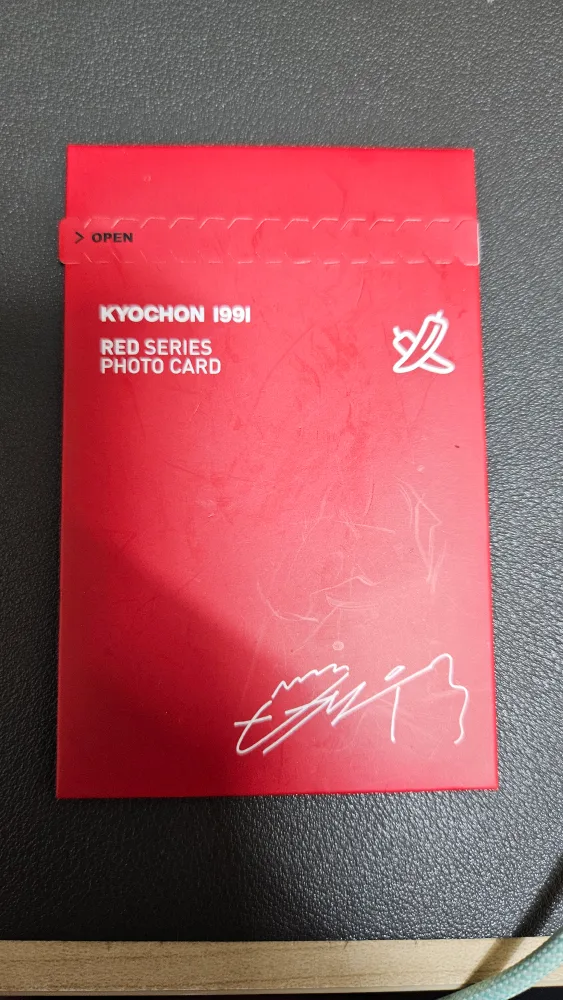 > OPEN
KYOCHON 1991
RED SERIES
PHOTO CARD